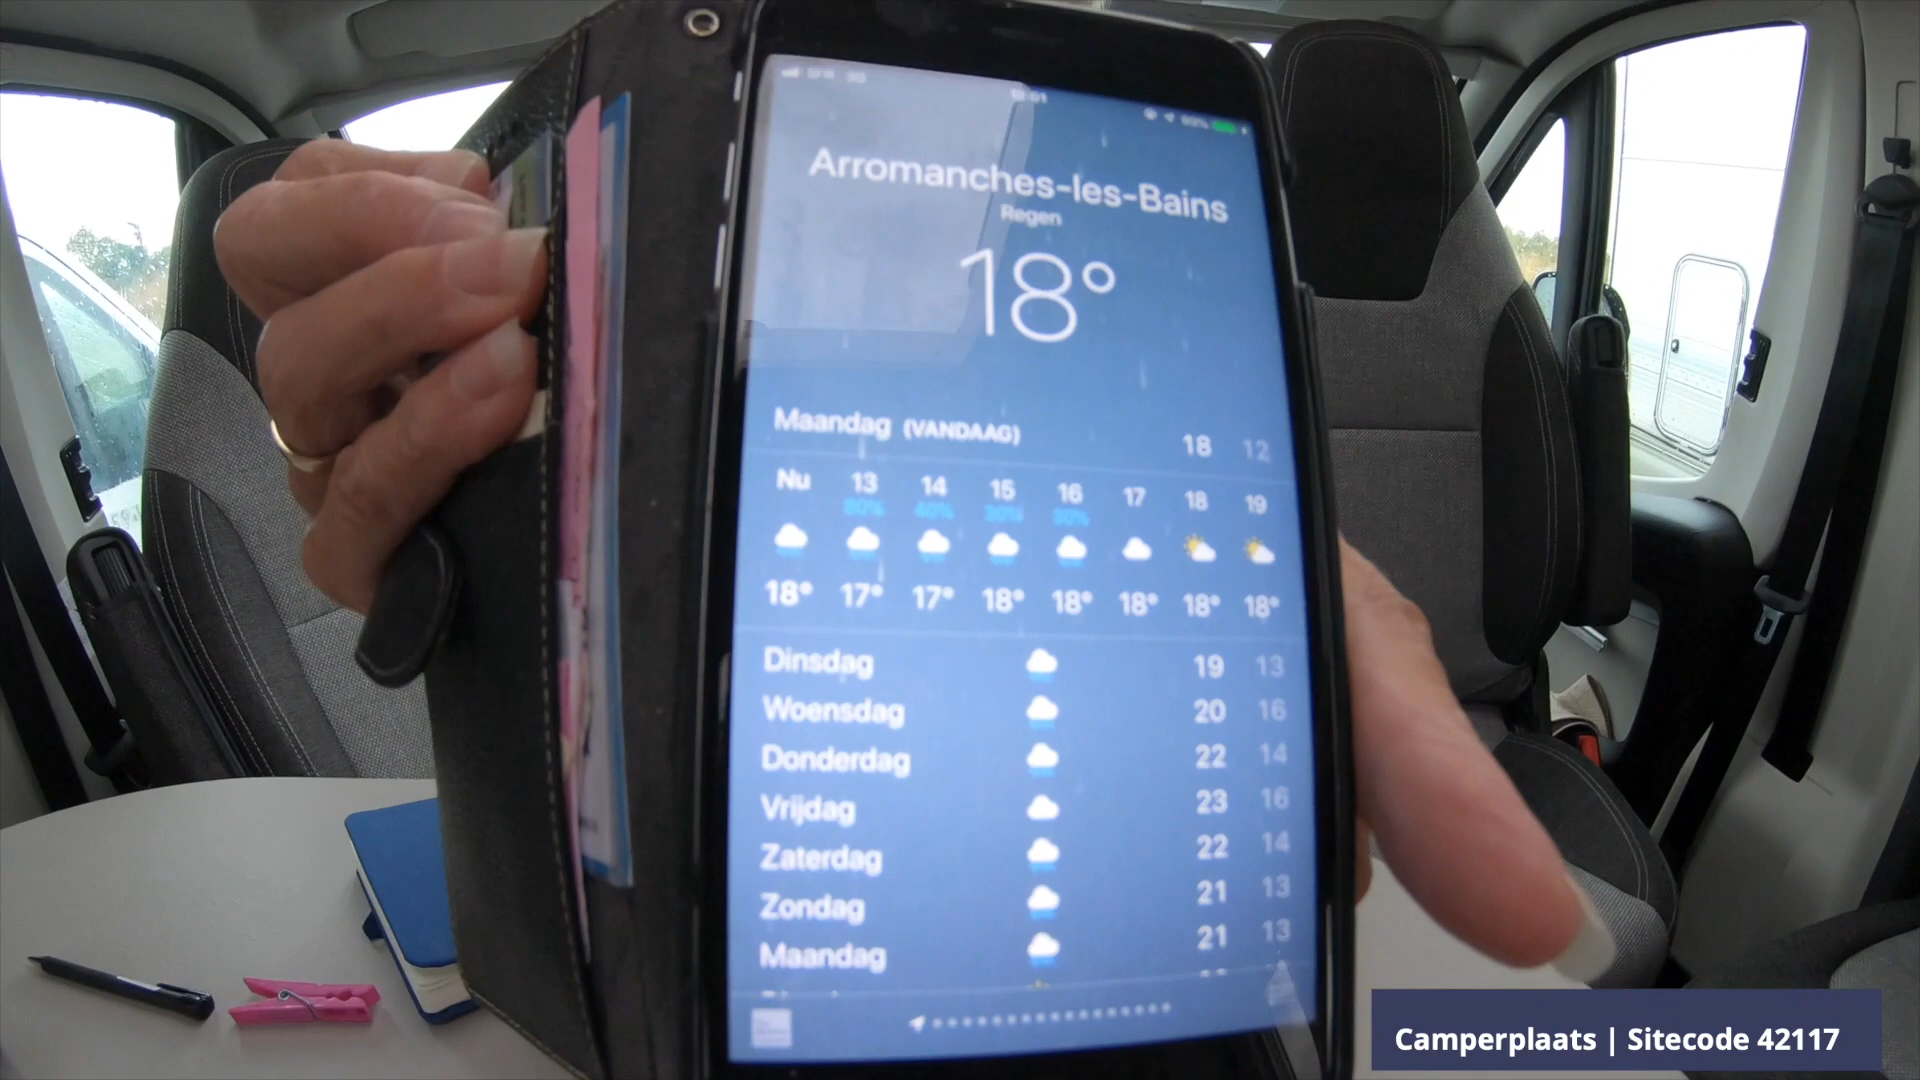 Arromanches-les-Bains
Regen
18°
Maandag (VANDAAG) 18 12
Nu 13 14 15 16 17 18 19
40% 30%
18° 17° 17° 18° 18° 18° 18° 18°
Dinsdag 19 13
Woensdag 20 16
Donderdag 22 14
Vrijdag 23 16
Zaterdag 22 14
Zondag 21 13
Maandag 21 13
Camperplaats | Sitecode 42117